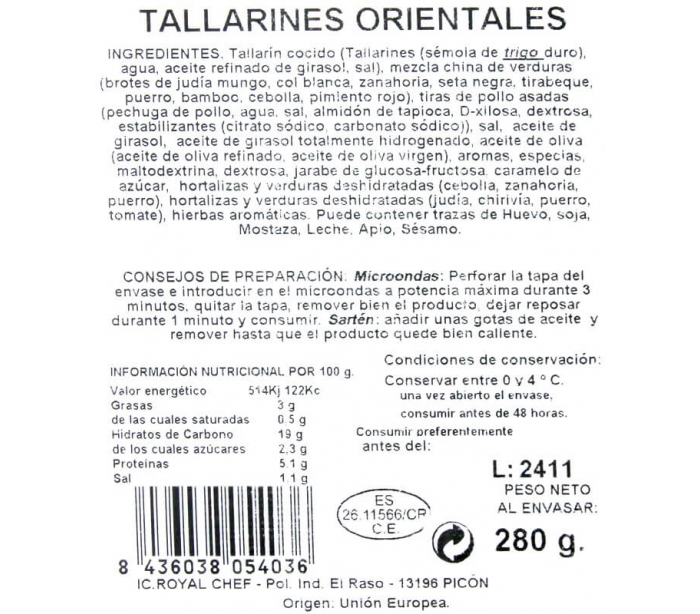 TALLARINES ORIENTALES
INGREDIENTES. Tallarín cocido (Tallarines (sémola de trigo duro),
agua, aceite refinado de girasol, sal), mezcla china de verduras
(brotes de judía mungo, col blanca, zanahoria, seta negra, tirabeque,
puerro, bamboo, cebolla, pimiento rojo), tiras de pollo asadas
(pechuga de pollo, agua, sal, almidón de tapioca, D-xilosa, dextrosa,
estabilizantes (citrato sódico, carbonato sódico)), sal, aceite de
girasol, aceite de girasol totalmente hidrogenado, aceite de oliva
(aceite de oliva refinado, aceite de oliva virgen), aromas, especias,
maltodextrina, dextrosa, jarabe de glucosa-fructosa, caramelo de
azúcar, hortalizas y verduras deshidratadas (cebolla, zanahoria,
puerro), hortalizas y verduras deshidratadas (judía, chirivía, puerro,
tomate), hierbas aromáticas. Puede contener trazas de Huevo, soja,
Mostaza, Leche, Apio, Sésamo.
CONSEJOS DE PREPARACIÓN: Microondas: Perforar la tapa del
envase e introducir en el microondas a potencia máxima durante 3
minutos, quitar la tapa, remover bien el producto, dejar reposar
durante 1 minuto y consumir. Sartén: añadir unas gotas de aceite y
remover hasta que el producto quede bien caliente.
INFORMACIÓN NUTRICIONAL POR 100 g.
Valor energético 514Kj 122Kc
Grasas 3 g
de las cuales saturadas 0.5 g
Hidratos de Carbono 19 g
de los cuales azúcares 2,3 g
Proteinas 5.1 g
Sal 1.1 g
Condiciones de conservación:
Conservar entre 0 y 4 º C.
una vez abierto el envase,
consumir antes de 48 horas.
Consumir preferentemente
antes del:
L: 2411
PESO NETO
AL ENVASAR:
280 g.
ES
26.11566/CR
C.E.
8 436038 054036
IC.ROYAL CHEF - Pol. Ind. El Raso - 13196 PICÓN
Origen: Unión Europea.